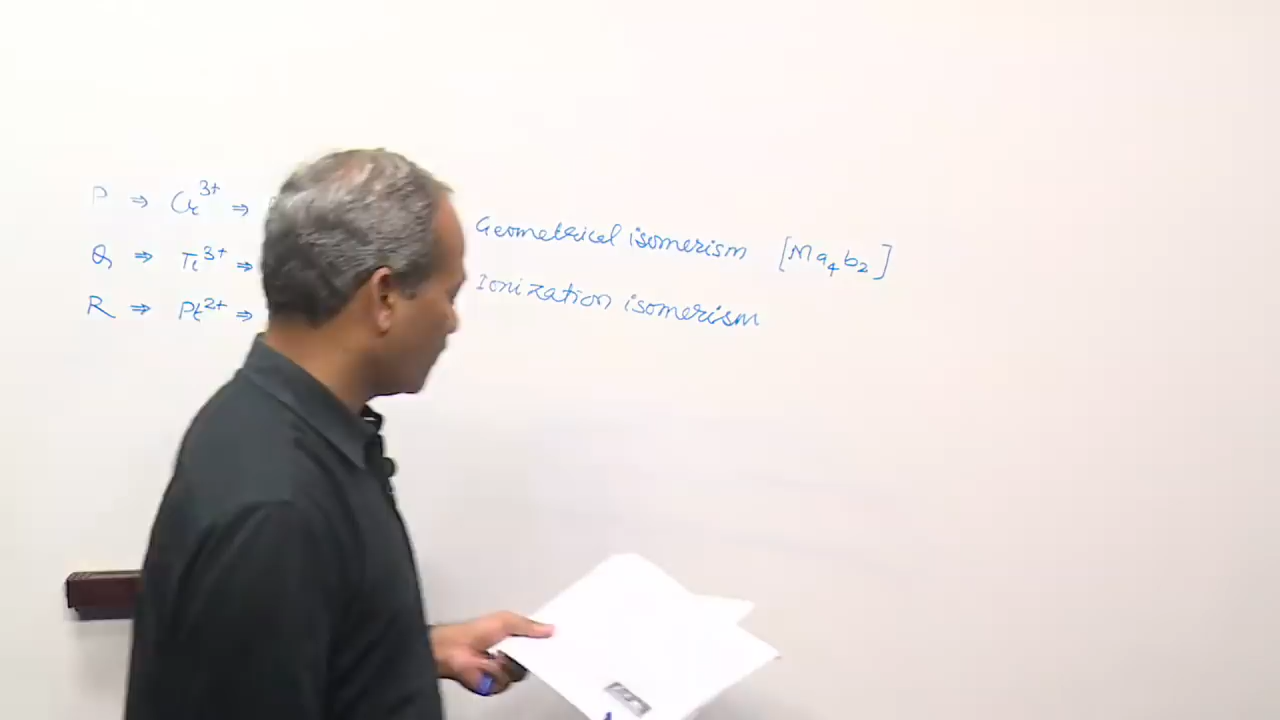 P ⇒ Cr³⁺ ⇒ Geometrical isomerism [Ma₄b₂]
Q ⇒ Ti³⁺ ⇒ Ionization isomerism
R ⇒ Pt²⁺ ⇒